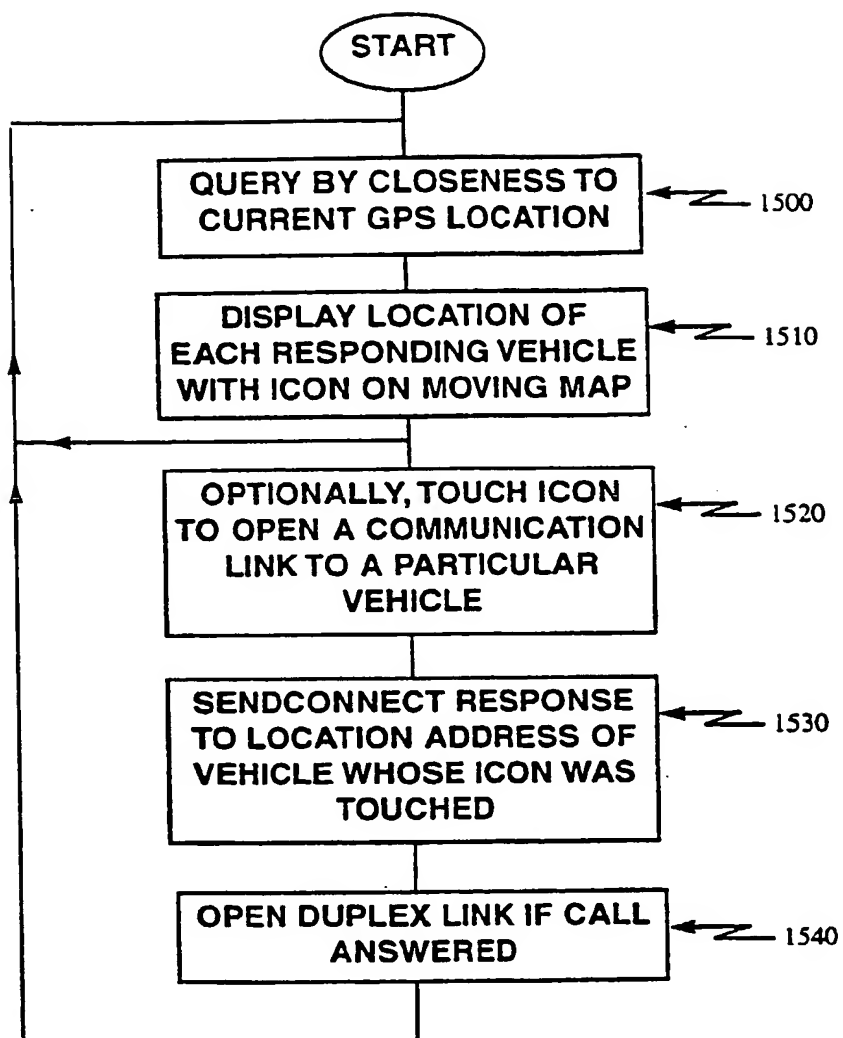 START
QUERY BY CLOSENESS TO
CURRENT GPS LOCATION
1500
DISPLAY LOCATION OF
EACH RESPONDING VEHICLE
WITH ICON ON MOVING MAP
1510
OPTIONALLY, TOUCH ICON
TO OPEN A COMMUNICATION
LINK TO A PARTICULAR
VEHICLE
1520
SENDCONNECT RESPONSE
TO LOCATION ADDRESS OF
VEHICLE WHOSE ICON WAS
TOUCHED
1530
OPEN DUPLEX LINK IF CALL
ANSWERED
1540